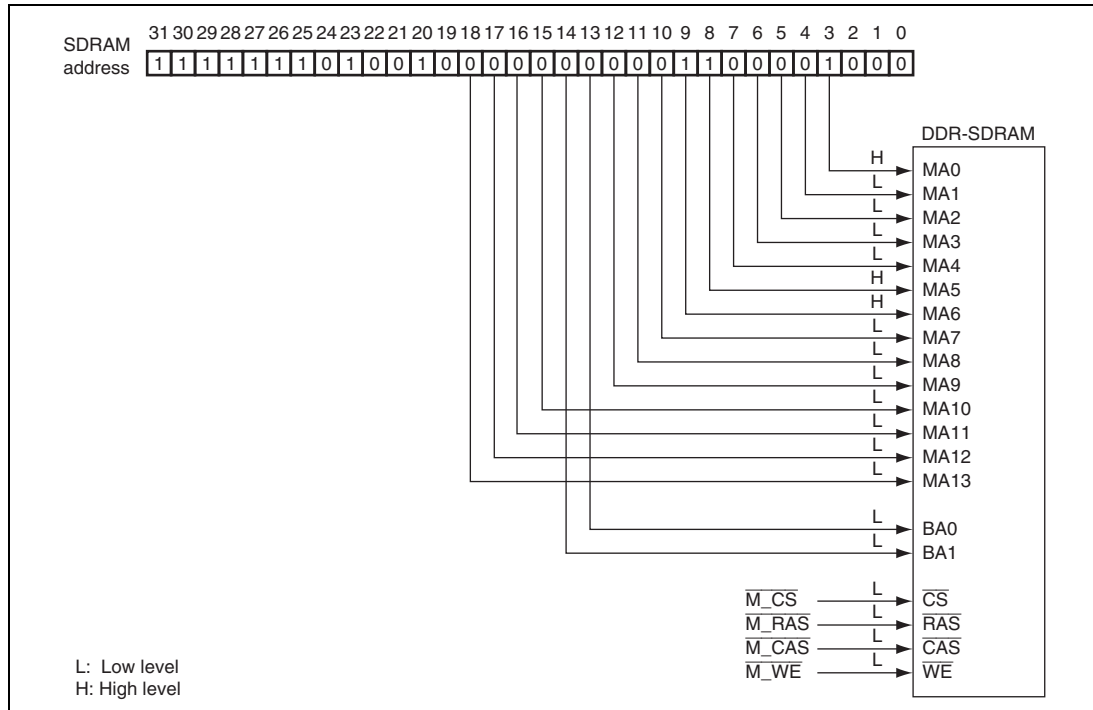 31 30 29 28 27 26 25 24 23 22 21 20 19 18 17 16 15 14 13 12 11 10 9 8 7 6 5 4 3 2 1 0
SDRAM
address
1 1 1 1 1 1 1 0 1 0 0 1 0 0 0 0 0 0 0 0 0 0 1 1 0 0 0 0 1 0 0 0
DDR-SDRAM
H MA0
L MA1
L MA2
L MA3
L MA4
H MA5
H MA6
L MA7
L MA8
L MA9
L MA10
L MA11
L MA12
L MA13
L BA0
L BA1
M_CS L CS
M_RAS L RAS
M_CAS L CAS
M_WE L WE
L: Low level
H: High level